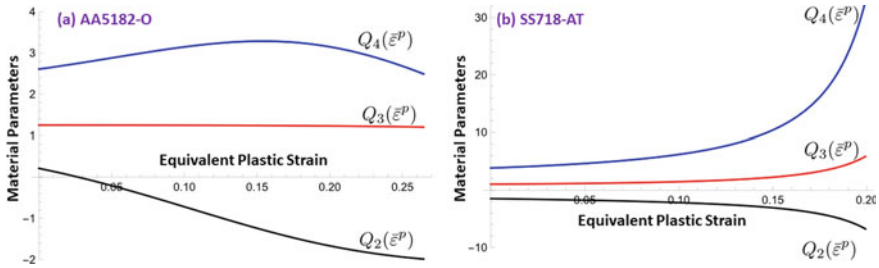 (a) AA5182-O
Material Parameters
4
3
2
1
−1
−2
0.05
0.10
0.15
0.20
0.25
Equivalent Plastic Strain
Q₄(ε̄ᵖ)
Q₃(ε̄ᵖ)
Q₂(ε̄ᵖ)
(b) SS718-AT
Material Parameters
30
20
10
−10
0.05
0.10
0.15
0.20
Equivalent Plastic Strain
Q₄(ε̄ᵖ)
Q₃(ε̄ᵖ)
Q₂(ε̄ᵖ)